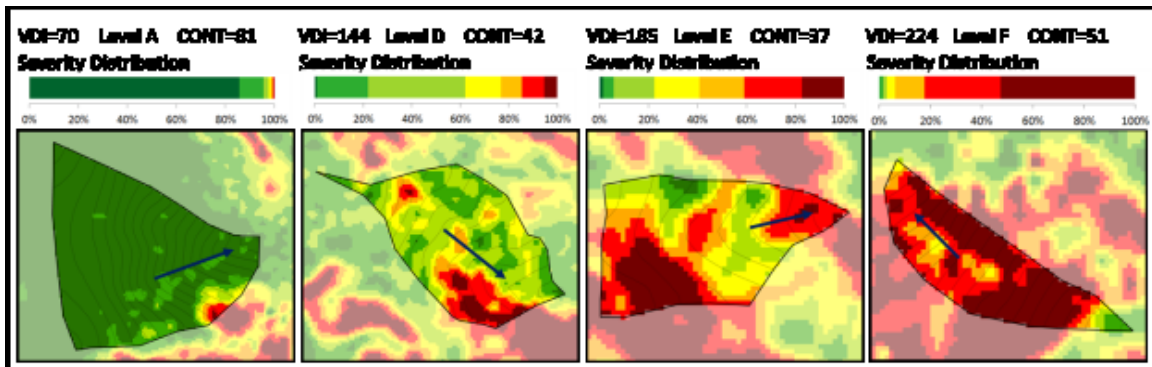 VDI=70 Level A CONT=81
Severity Distribution
0% 20% 40% 60% 80% 100%
VDI=144 Level D CONT=42
Severity Distribution
0% 20% 40% 60% 80% 100%
VDI=185 Level E CONT=37
Severity Distribution
0% 20% 40% 60% 80% 100%
VDI=224 Level F CONT=51
Severity Distribution
0% 20% 40% 60% 80% 100%